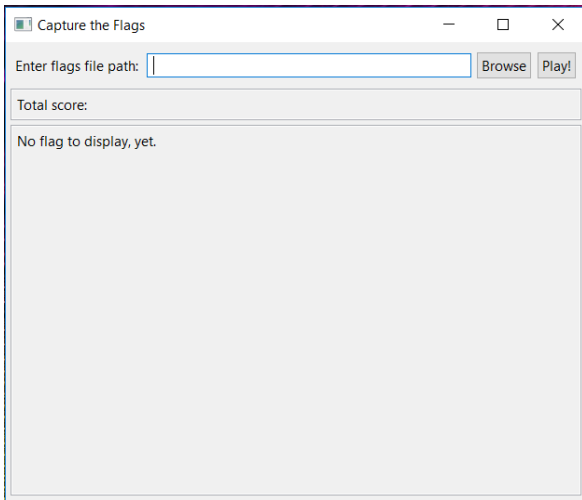 Capture the Flags
Enter flags file path: Browse Play!
Total score:
No flag to display, yet.